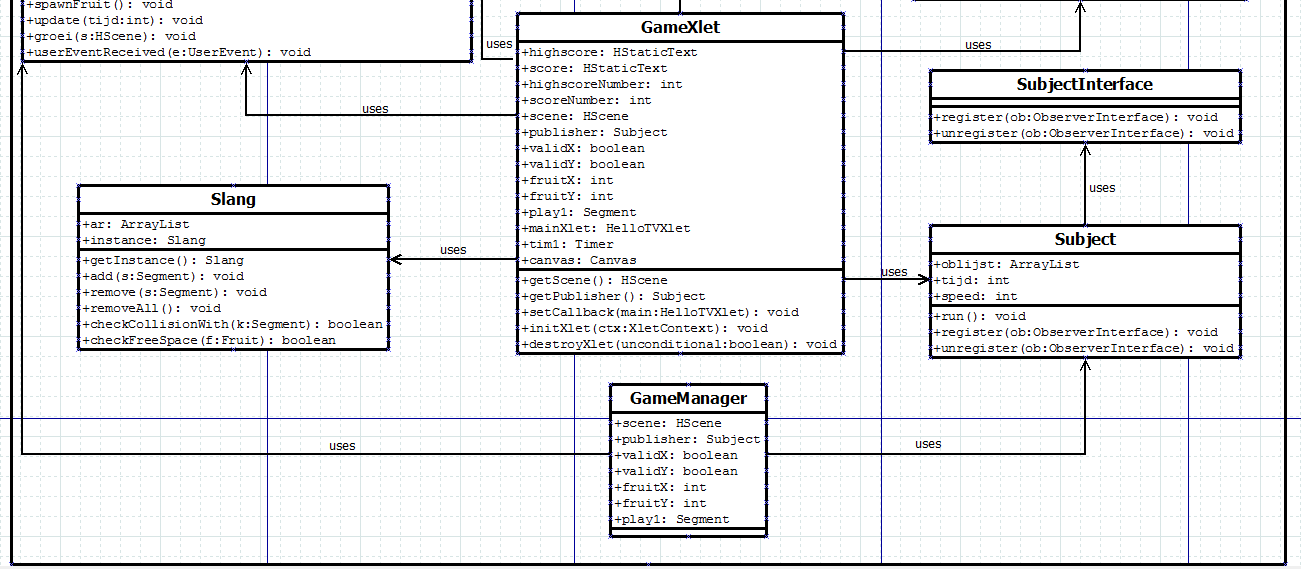 +spawnFruit(): void
+update(tijd:int): void
+groei(s:HScene): void
+userEventReceived(e:UserEvent): void
uses
GameXlet
+highscore: HStaticText
+score: HStaticText
+highscoreNumber: int
+scoreNumber: int
+scene: HScene
+publisher: Subject
+validX: boolean
+validY: boolean
+fruitX: int
+fruitY: int
+play1: Segment
+mainXlet: HelloTVXlet
+tim1: Timer
+canvas: Canvas
+getScene(): HScene
+getPublisher(): Subject
+setCallback(main:HelloTVXlet): void
+initXlet(ctx:XletContext): void
+destroyXlet(unconditional:boolean): void
uses
uses
SubjectInterface
+register(ob:ObserverInterface): void
+unregister(ob:ObserverInterface): void
uses
Slang
+ar: ArrayList
+instance: Slang
+getInstance(): Slang
+add(s:Segment): void
+remove(s:Segment): void
+removeAll(): void
+checkCollisionWith(k:Segment): boolean
+checkFreeSpace(f:Fruit): boolean
uses
uses
Subject
+oblijst: ArrayList
+tijd: int
+speed: int
+run(): void
+register(ob:ObserverInterface): void
+unregister(ob:ObserverInterface): void
GameManager
+scene: HScene
+publisher: Subject
+validX: boolean
+validY: boolean
+fruitX: int
+fruitY: int
+play1: Segment
uses
uses